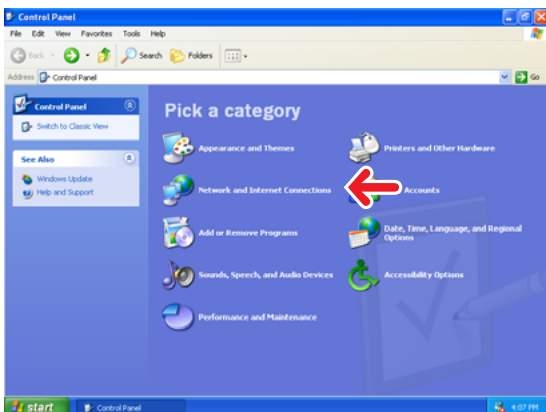 Control Panel
File Edit View Favorites Tools Help
Back Search Folders
Address Control Panel Go
Control Panel
Switch to Classic View
See Also
Windows Update
Help and Support
Pick a category
Appearance and Themes
Printers and Other Hardware
Network and Internet Connections
Accounts
Add or Remove Programs
Date, Time, Language, and Regional
Options
Sounds, Speech, and Audio Devices
Accessibility Options
Performance and Maintenance
start Control Panel 4:07 PM